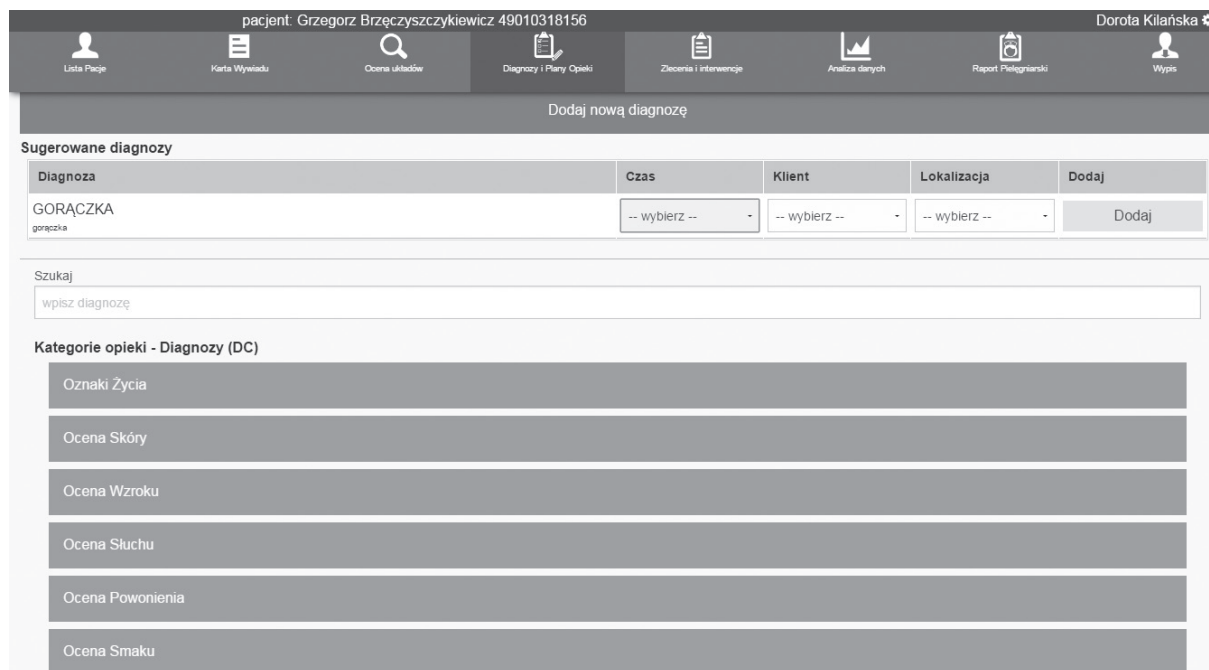 pacjent: Grzegorz Brzęczyszczykiewicz 49010318156 Dorota Kilańska
Lista Pacje Karta Wywiadu Ocena układów Diagnozy i Plany Opieki Zlecenia i interwencje Analiza danych Raport Pielęgniarski Wypis
Dodaj nową diagnozę
Sugerowane diagnozy
Diagnoza Czas Klient Lokalizacja Dodaj
GORĄCZKA -- wybierz -- -- wybierz -- -- wybierz -- Dodaj
gorączka
Szukaj
wpisz diagnozę
Kategorie opieki - Diagnozy (DC)
Oznaki Życia
Ocena Skóry
Ocena Wzroku
Ocena Słuchu
Ocena Powonienia
Ocena Smaku